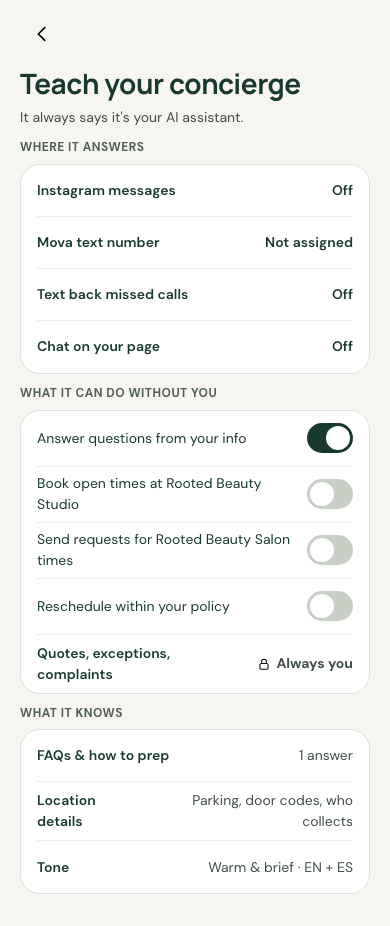 Teach your concierge
It always says it's your AI assistant.
WHERE IT ANSWERS
Instagram messages Off
Mova text number Not assigned
Text back missed calls Off
Chat on your page Off
WHAT IT CAN DO WITHOUT YOU
Answer questions from your info
Book open times at Rooted Beauty
Studio
Send requests for Rooted Beauty Salon
times
Reschedule within your policy
Quotes, exceptions,
complaints
Always you
WHAT IT KNOWS
FAQs & how to prep 1 answer
Location
details
Parking, door codes, who
collects
Tone Warm & brief · EN + ES